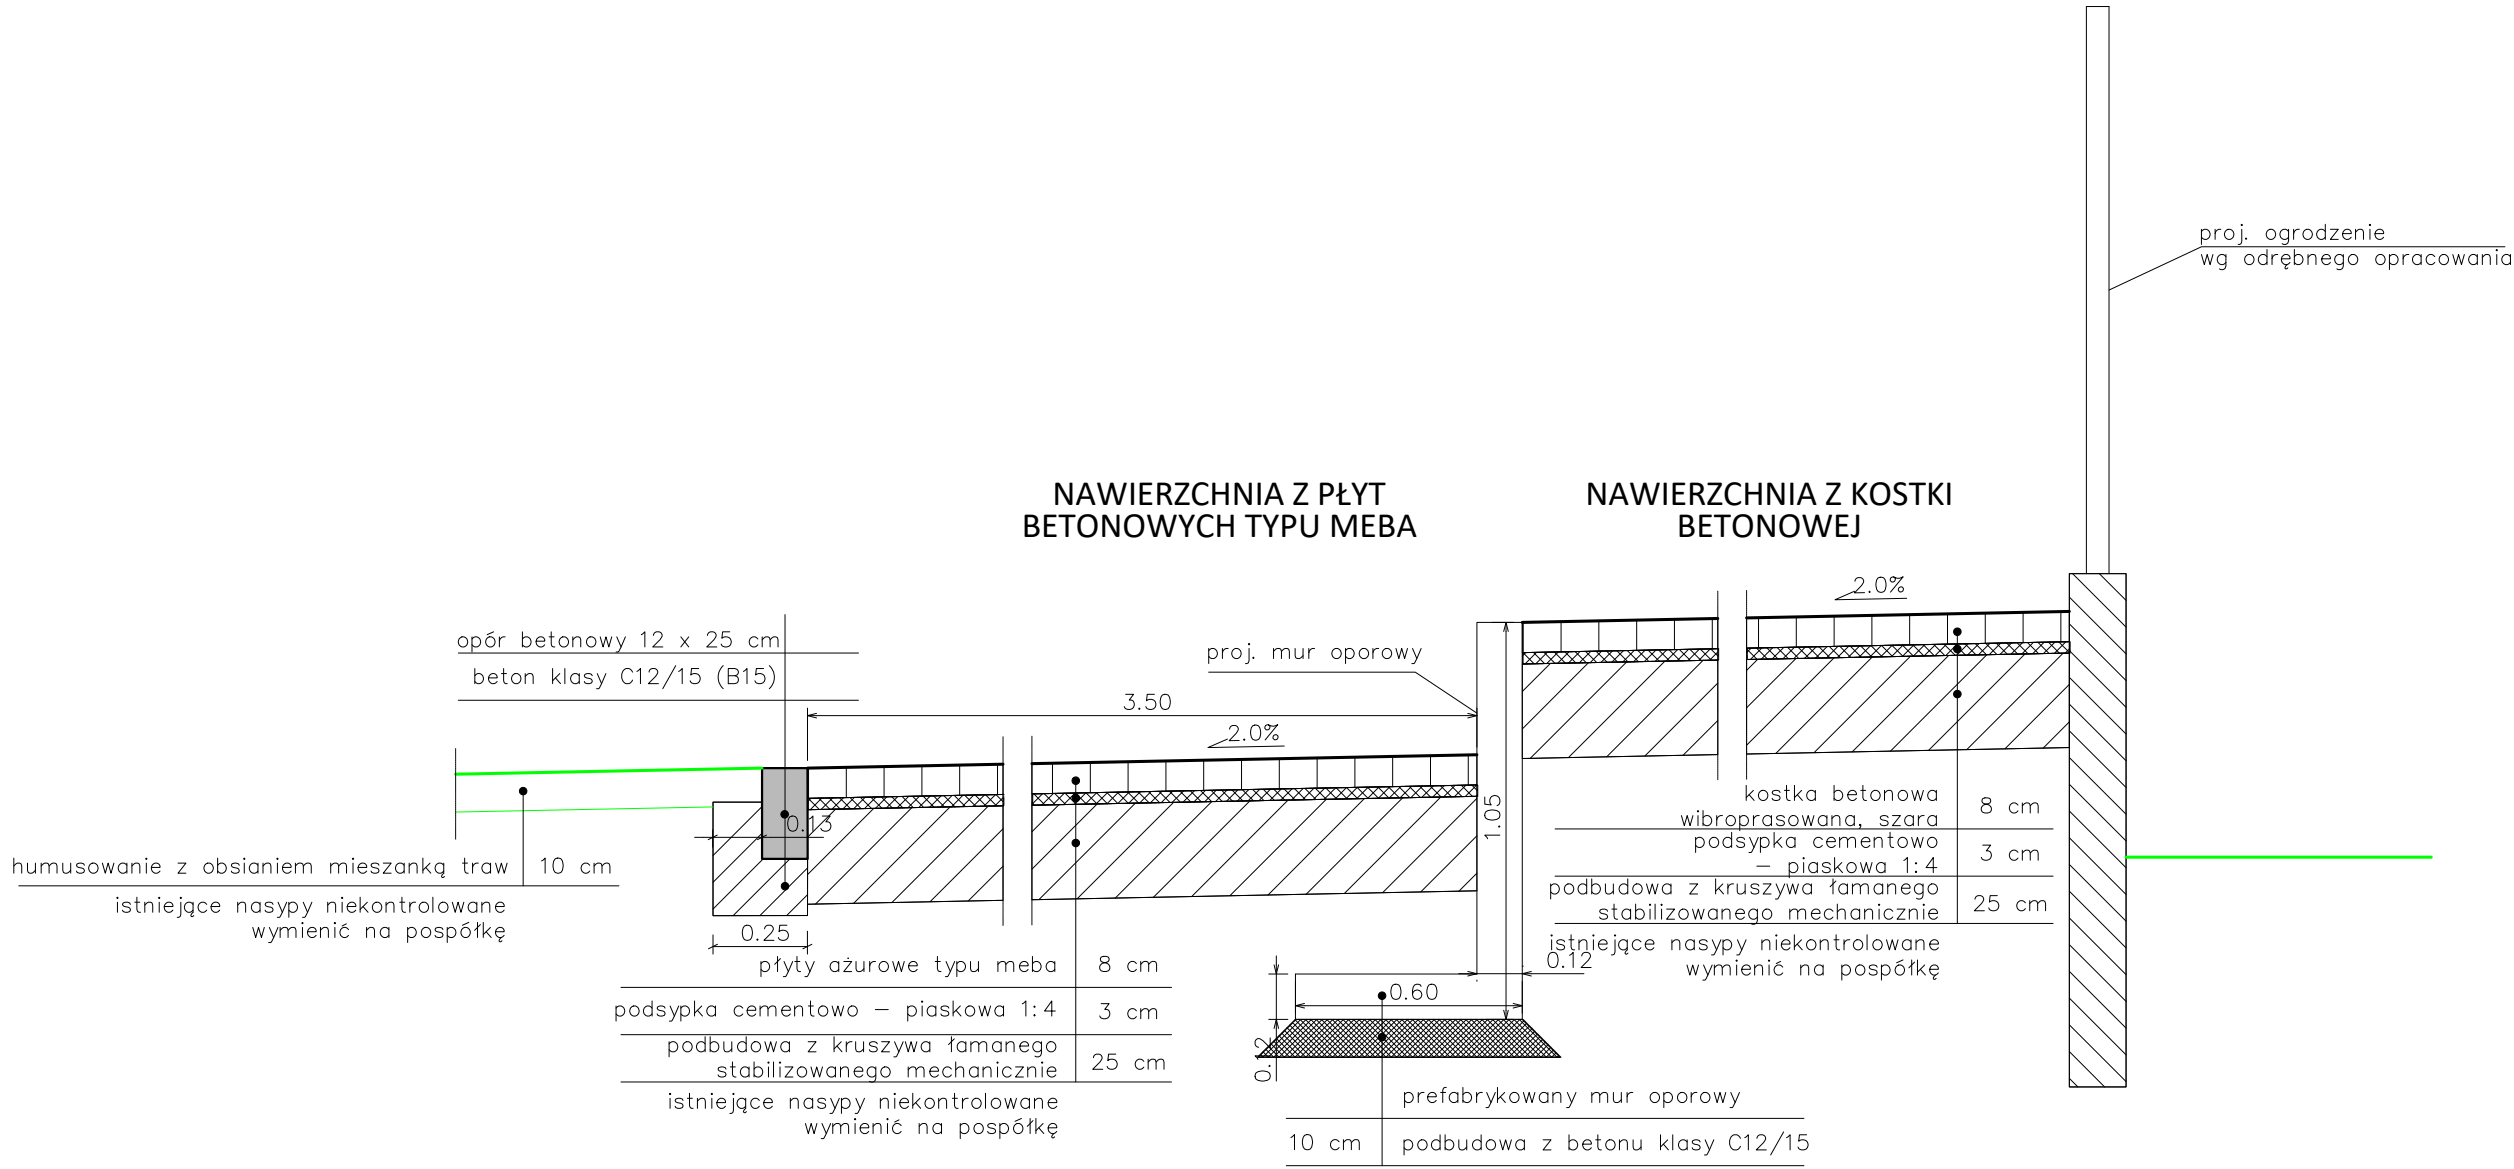 proj. ogrodzenie
wg odrębnego opracowania
NAWIERZCHNIA Z PŁYT
BETONOWYCH TYPU MEBA
NAWIERZCHNIA Z KOSTKI
BETONOWEJ
2.0%
opór betonowy 12 x 25 cm
beton klasy C12/15 (B15)
proj. mur oporowy
3.50
2.0%
1.05
0.13
humusowanie z obsianiem mieszanką traw 10 cm
istniejące nasypy niekontrolowane
wymienić na pospółkę
0.25
kostka betonowa
wibroprasowana, szara
8 cm
podsypka cementowo
– piaskowa 1:4
3 cm
podbudowa z kruszywa łamanego
stabilizowanego mechanicznie
25 cm
istniejące nasypy niekontrolowane
wymienić na pospółkę
0.12
0.60
0.2
płyty ażurowe typu meba 8 cm
podsypka cementowo – piaskowa 1:4 3 cm
podbudowa z kruszywa łamanego
stabilizowanego mechanicznie
25 cm
istniejące nasypy niekontrolowane
wymienić na pospółkę
prefabrykowany mur oporowy
10 cm podbudowa z betonu klasy C12/15